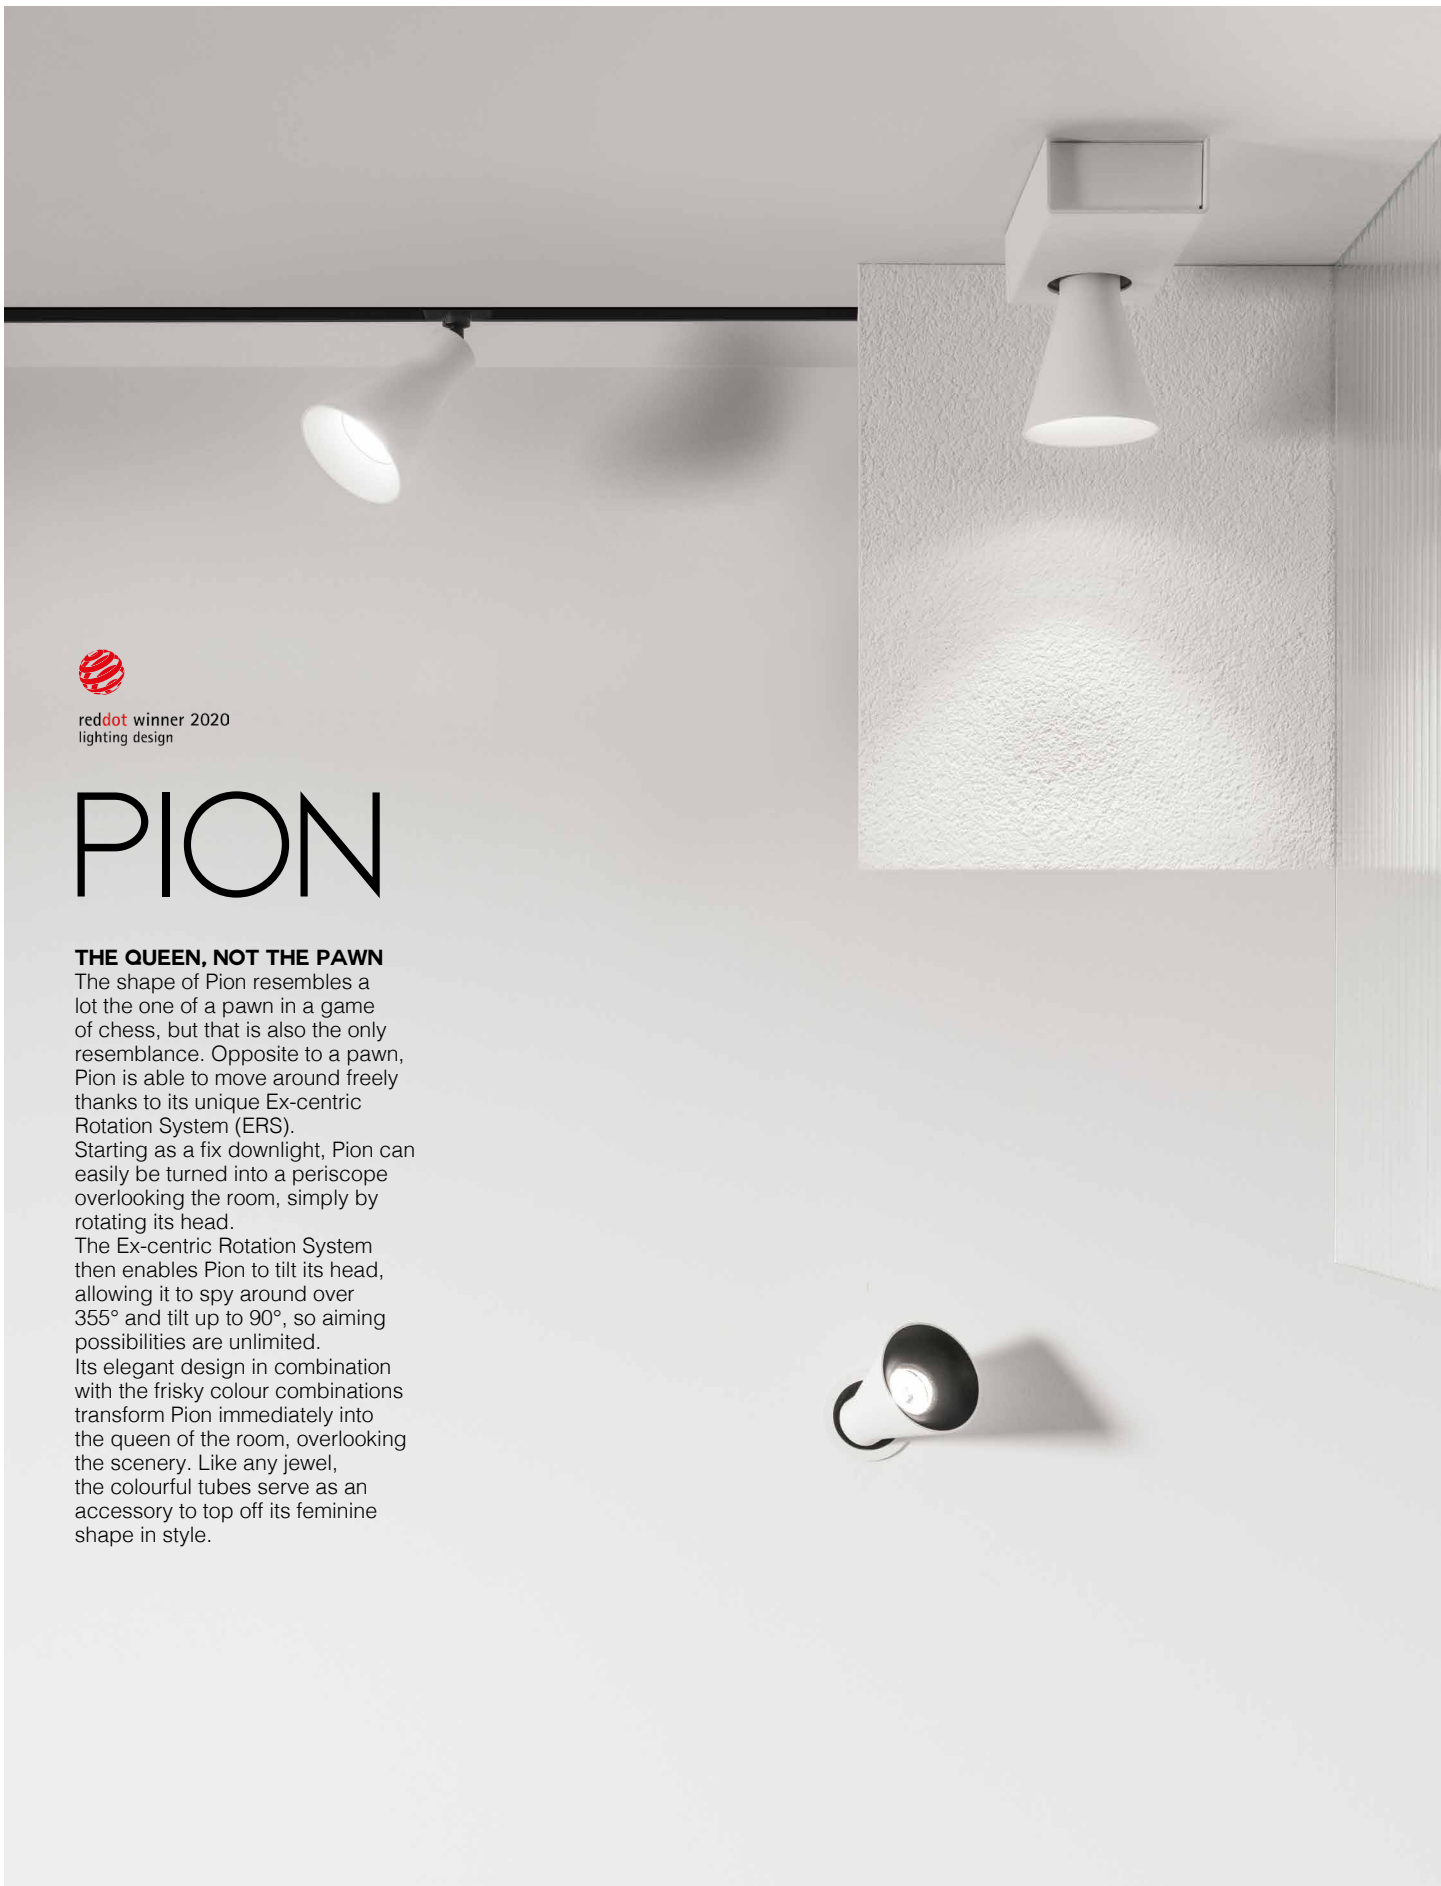 reddot winner 2020
lighting design
PION
THE QUEEN, NOT THE PAWN
The shape of Pion resembles a
lot the one of a pawn in a game
of chess, but that is also the only
resemblance. Opposite to a pawn,
Pion is able to move around freely
thanks to its unique Ex-centric
Rotation System (ERS).
Starting as a fix downlight, Pion can
easily be turned into a periscope
overlooking the room, simply by
rotating its head.
The Ex-centric Rotation System
then enables Pion to tilt its head,
allowing it to spy around over
355° and tilt up to 90°, so aiming
possibilities are unlimited.
Its elegant design in combination
with the frisky colour combinations
transform Pion immediately into
the queen of the room, overlooking
the scenery. Like any jewel,
the colourful tubes serve as an
accessory to top off its feminine
shape in style.